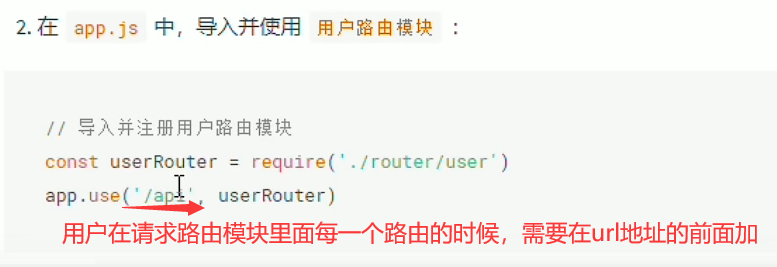 2. 在 app.js 中，导入并使用 用户路由模块 ：
// 导入并注册用户路由模块
const userRouter = require('./router/user')
app.use('/api', userRouter)
用户在请求路由模块里面每一个路由的时候，需要在url地址的前面加